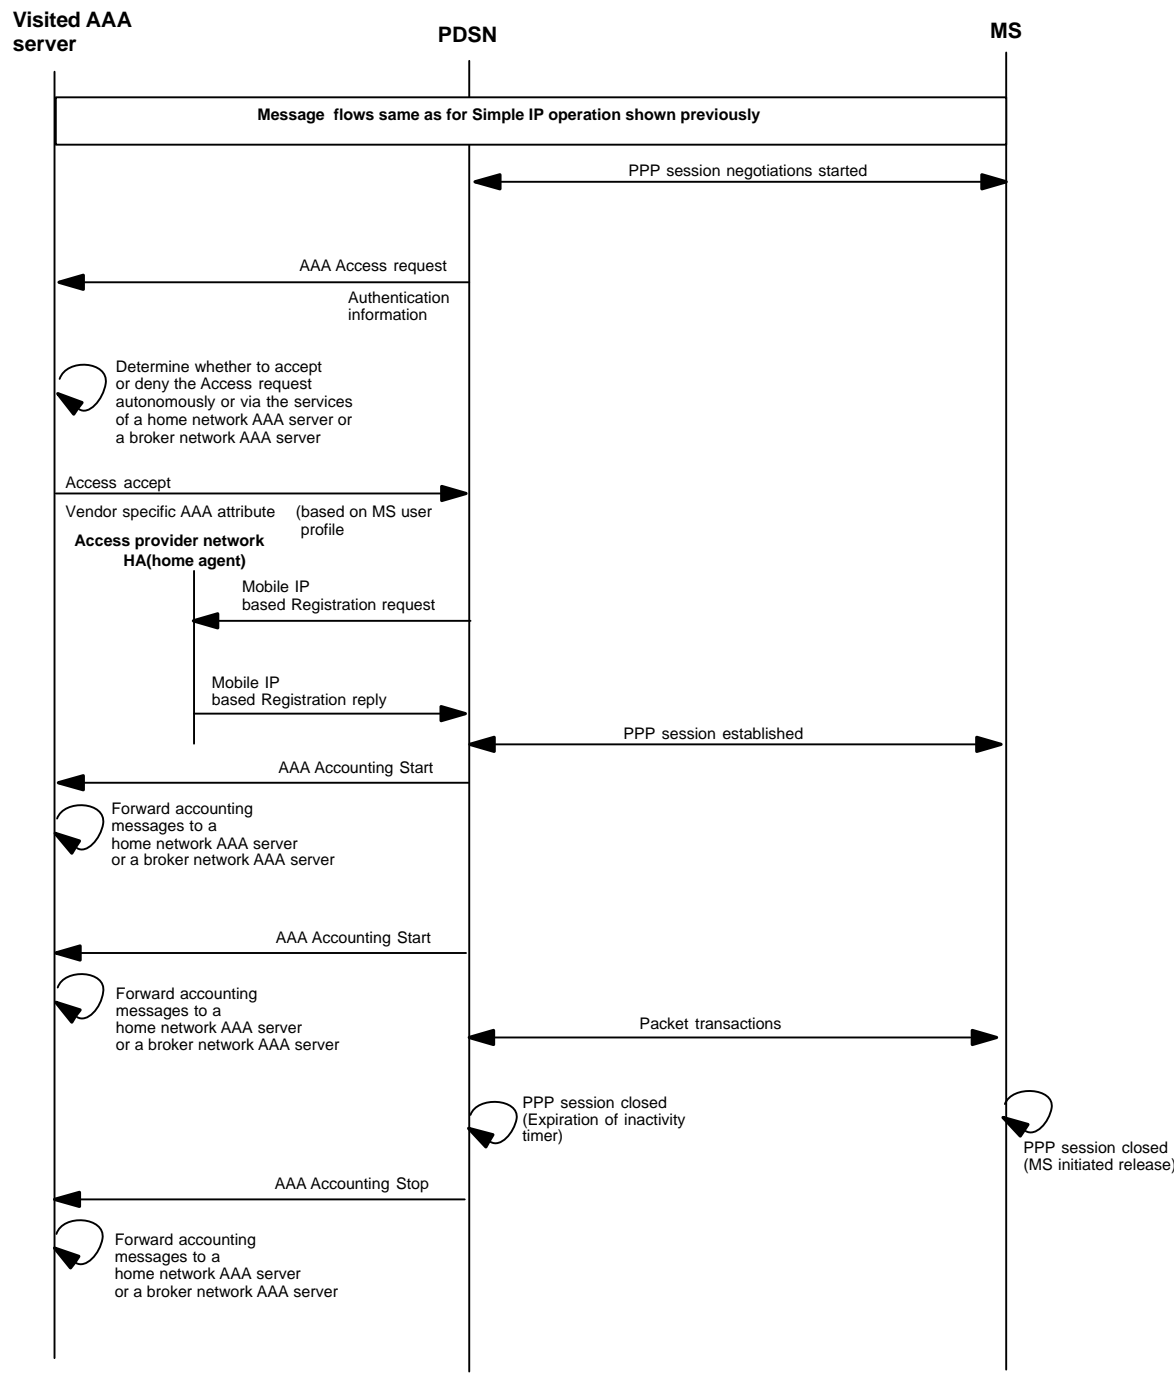 Visited AAA
server
PDSN
MS
Message flows same as for Simple IP operation shown previously
PPP session negotiations started
AAA Access request
Authentication
information
Determine whether to accept
or deny the Access request
autonomously or via the services
of a home network AAA server or
a broker network AAA server
Access accept
Vendor specific AAA attribute (based on MS user
profile
Access provider network
HA(home agent)
Mobile IP
based Registration request
Mobile IP
based Registration reply
PPP session established
AAA Accounting Start
Forward accounting
messages to a
home network AAA server
or a broker network AAA server
AAA Accounting Start
Forward accounting
messages to a
home network AAA server
or a broker network AAA server
Packet transactions
PPP session closed
(Expiration of inactivity
timer)
PPP session closed
(MS initiated release)
AAA Accounting Stop
Forward accounting
messages to a
home network AAA server
or a broker network AAA server